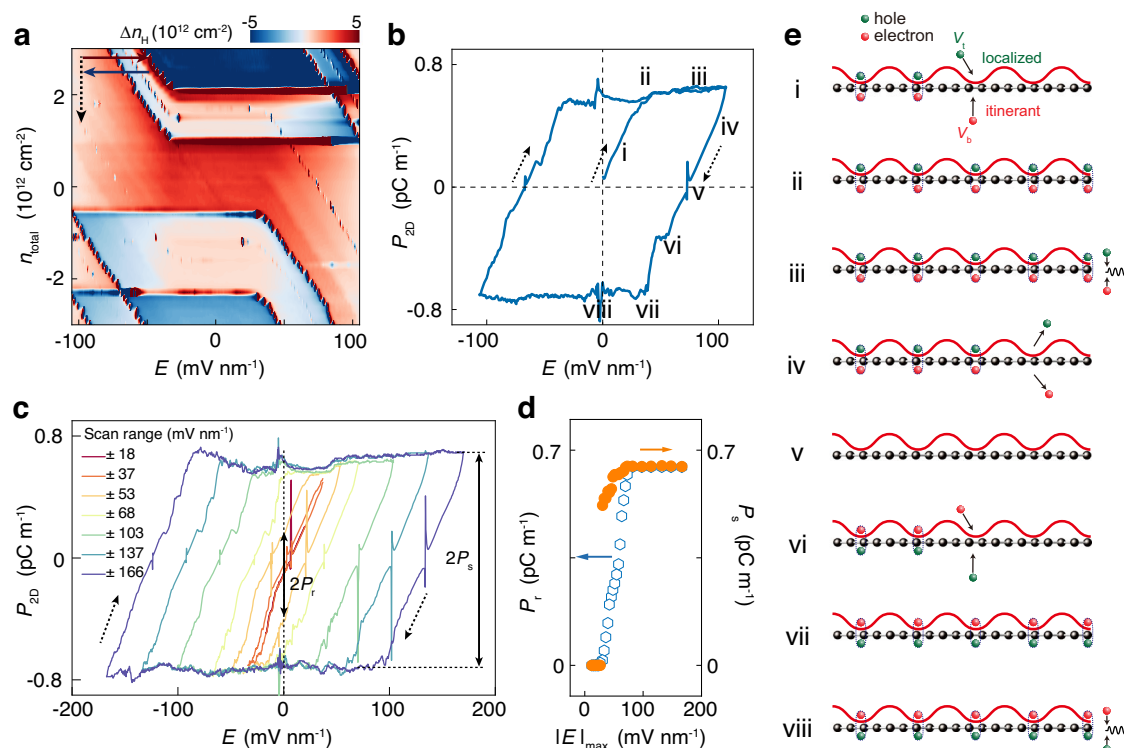 a
Δn_H (10¹² cm⁻²)
-5
5
2
0
-2
n_total (10¹² cm⁻²)
-100
0
100
E (mV nm⁻¹)
b
0.8
0
-0.8
P_2D (pC m⁻¹)
ii
iii
i
iv
v
vi
viii
vii
-100
0
100
E (mV nm⁻¹)
c
Scan range (mV nm⁻¹)
± 18
± 37
± 53
± 68
± 103
± 137
± 166
0.8
0
-0.8
P_2D (pC m⁻¹)
2P_r
2P_s
-200
-100
0
100
200
E (mV nm⁻¹)
d
0.7
0
P_r (pC m⁻¹)
0.7
0
P_s (pC m⁻¹)
0
100
200
|E|_max (mV nm⁻¹)
e
hole
electron
V_t
localized
itinerant
V_b
i
ii
iii
iv
v
vi
vii
viii